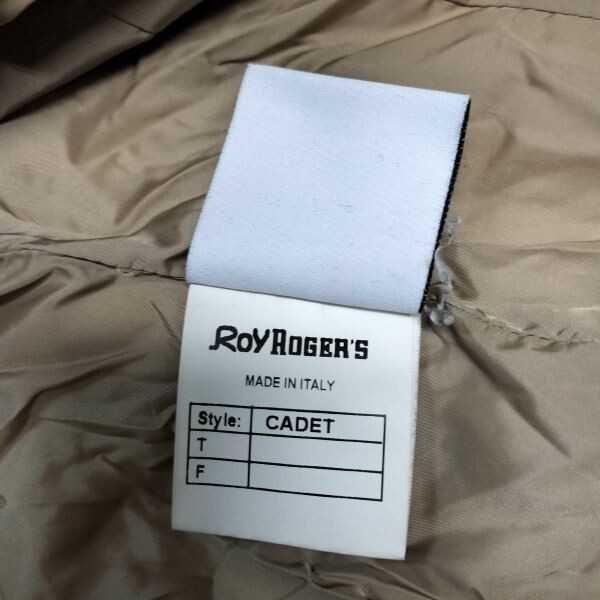 ROY ROGER'S
MADE IN ITALY
Style: CADET
T
F